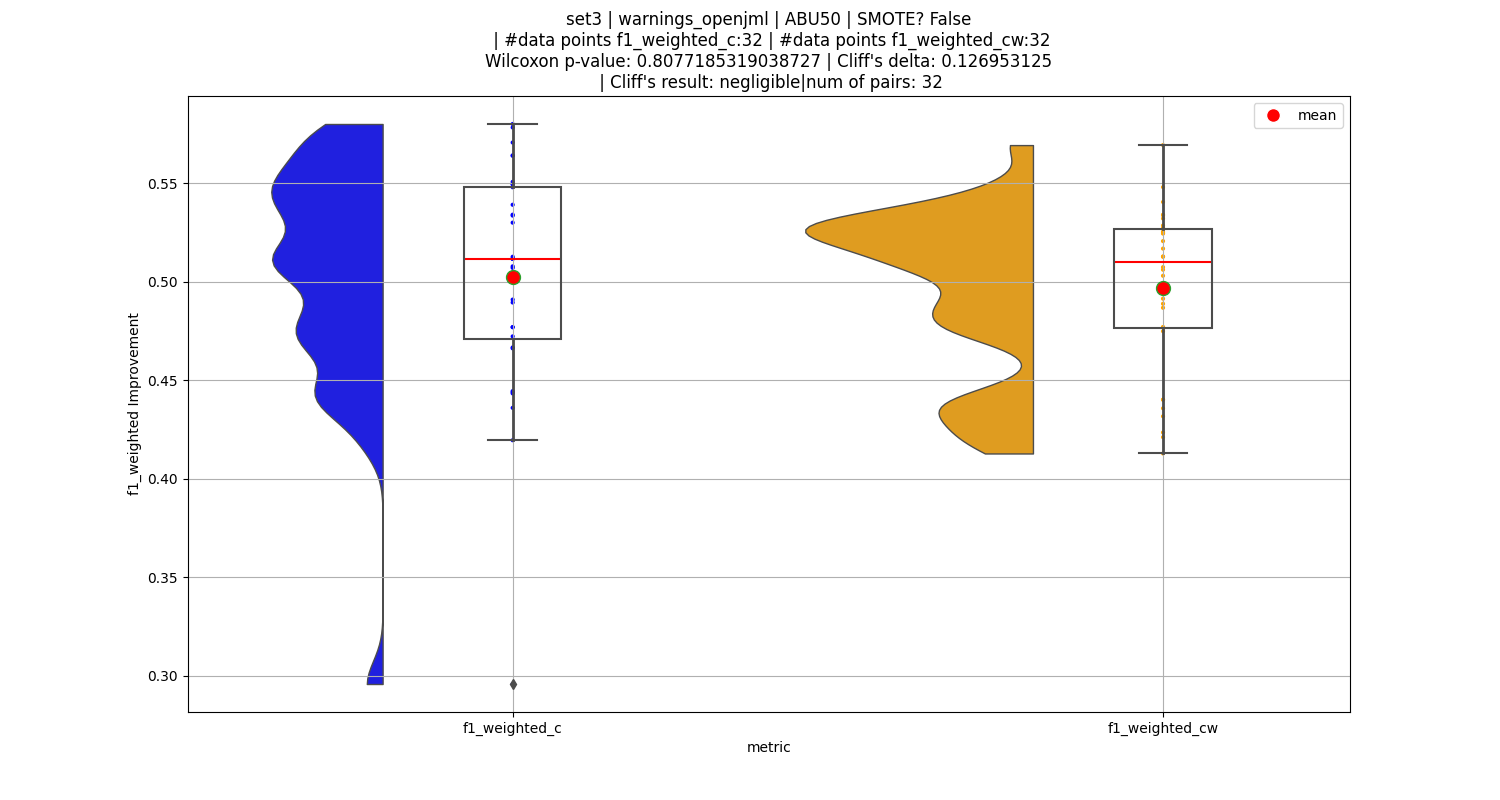 set3 | warnings_openjml | ABU50 | SMOTE? False
| #data points f1_weighted_c:32 | #data points f1_weighted_cw:32
Wilcoxon p-value: 0.8077185319038727 | Cliff's delta: 0.126953125
| Cliff's result: negligible|num of pairs: 32
mean
0.55
0.50
0.45
0.40
0.35
0.30
f1_weighted Improvement
f1_weighted_c
f1_weighted_cw
metric